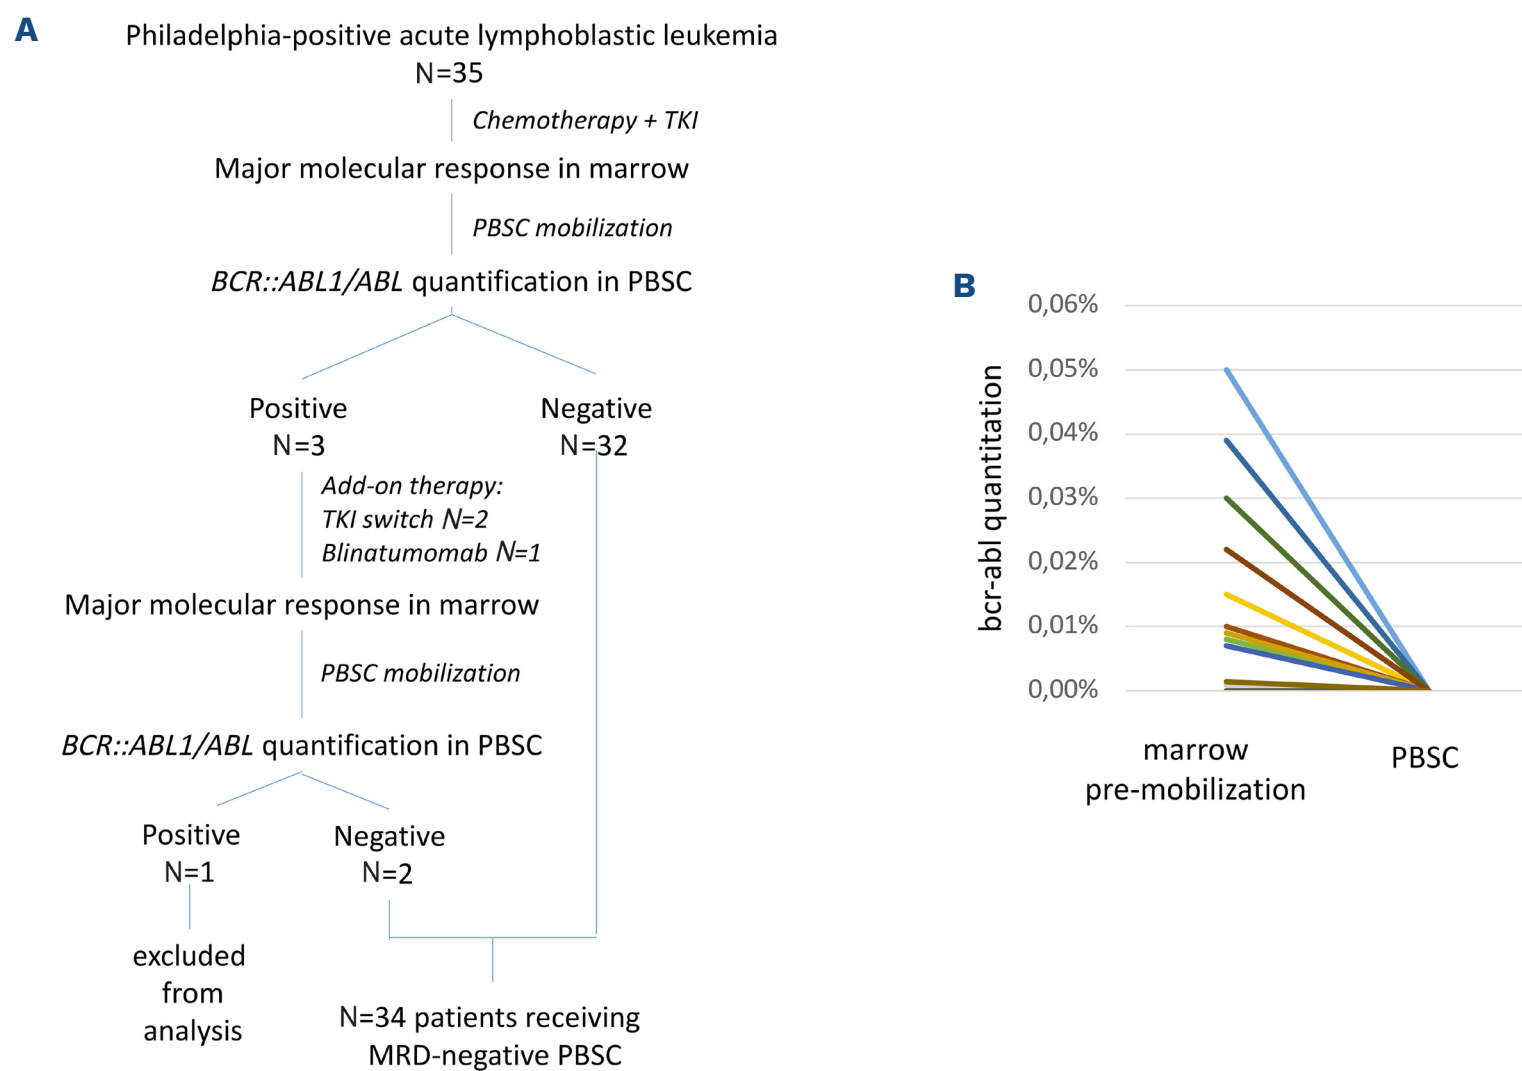 A
Philadelphia-positive acute lymphoblastic leukemia
N=35
Chemotherapy + TKI
Major molecular response in marrow
PBSC mobilization
BCR::ABL1/ABL quantification in PBSC
Positive
N=3
Negative
N=32
Add-on therapy:
TKI switch N=2
Blinatumomab N=1
Major molecular response in marrow
PBSC mobilization
BCR::ABL1/ABL quantification in PBSC
Positive
N=1
Negative
N=2
excluded
from
analysis
N=34 patients receiving
MRD-negative PBSC
B
bcr-abl quantitation
0,06%
0,05%
0,04%
0,03%
0,02%
0,01%
0,00%
marrow
pre-mobilization
PBSC